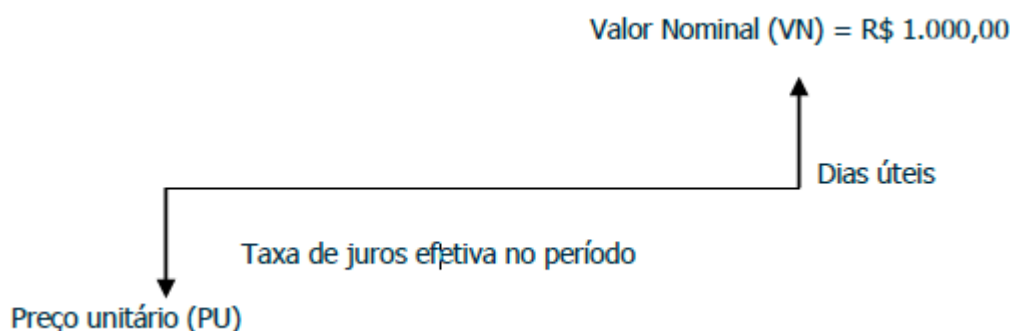 Valor Nominal (VN) = R$ 1.000,00
Dias úteis
Taxa de juros efetiva no período
Preço unitário (PU)